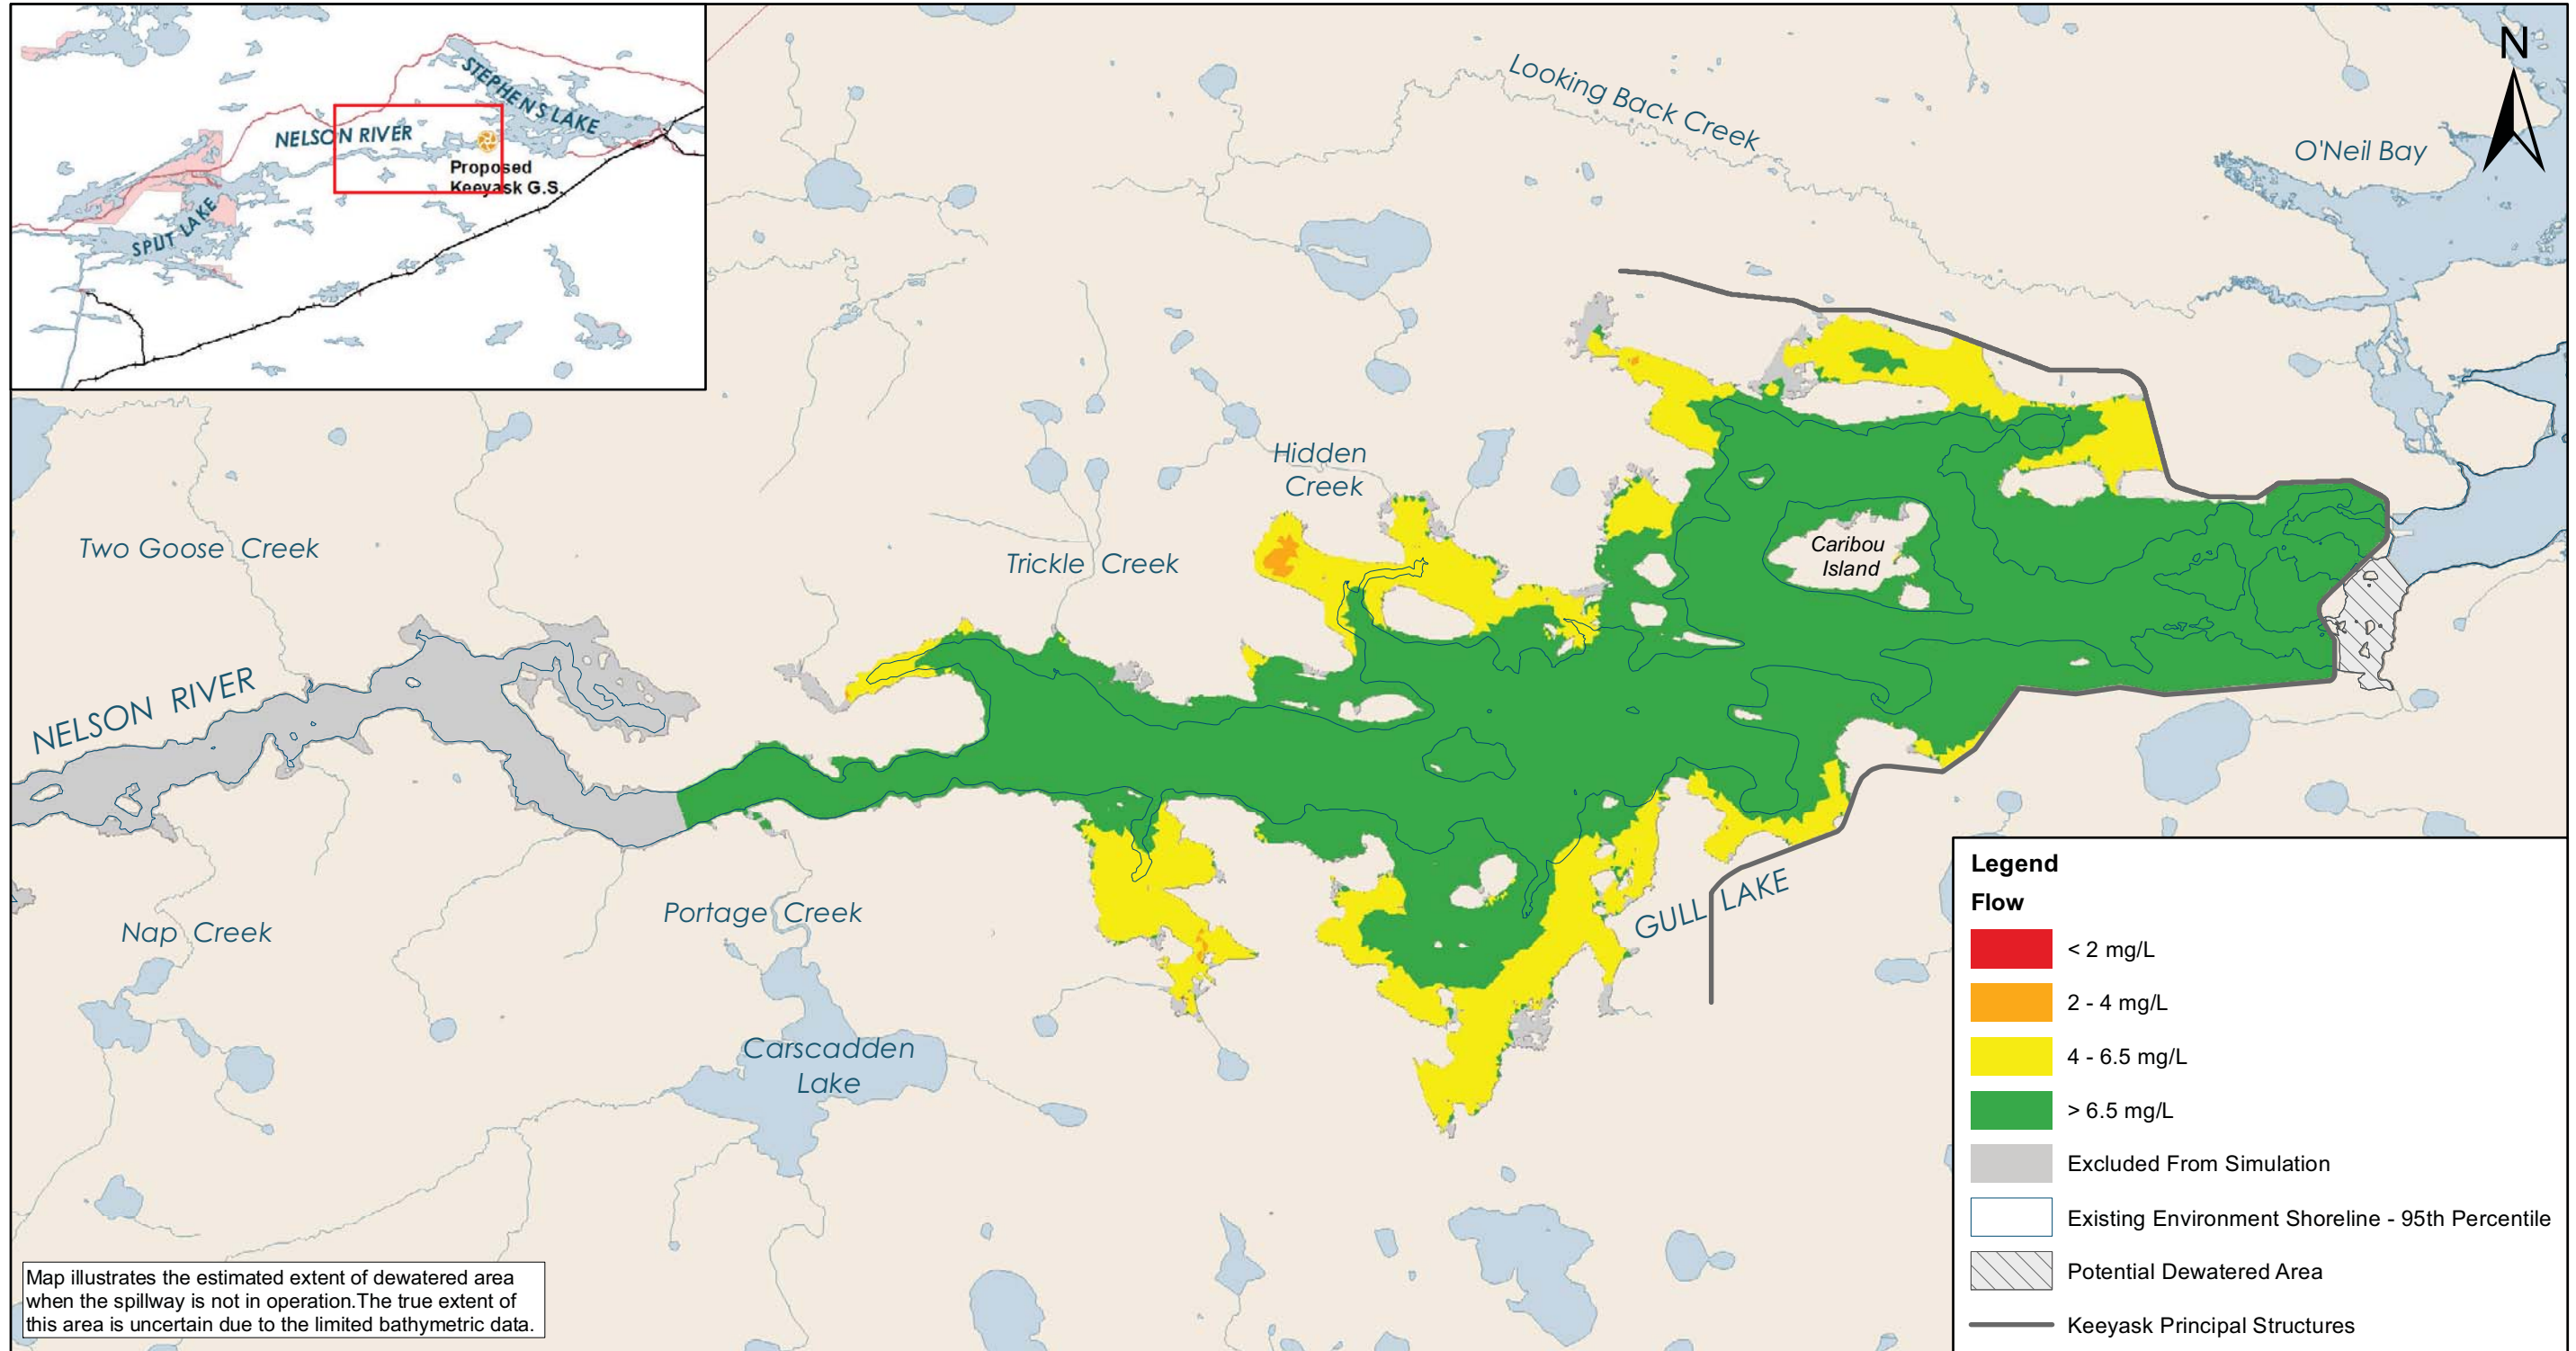 STEPHENS LAKE
NELSON RIVER
Proposed
Keeyask G.S.
SPLIT LAKE
N
Looking Back Creek
O'Neil Bay
Hidden
Creek
Two Goose Creek
Trickle Creek
Caribou
Island
NELSON RIVER
Nap Creek
Portage Creek
GULL LAKE
Carscadden
Lake
Legend
Flow
< 2 mg/L
2 - 4 mg/L
4 - 6.5 mg/L
> 6.5 mg/L
Excluded From Simulation
Existing Environment Shoreline - 95th Percentile
Potential Dewatered Area
Keeyask Principal Structures
Map illustrates the estimated extent of dewatered area
when the spillway is not in operation.The true extent of
this area is uncertain due to the limited bathymetric data.